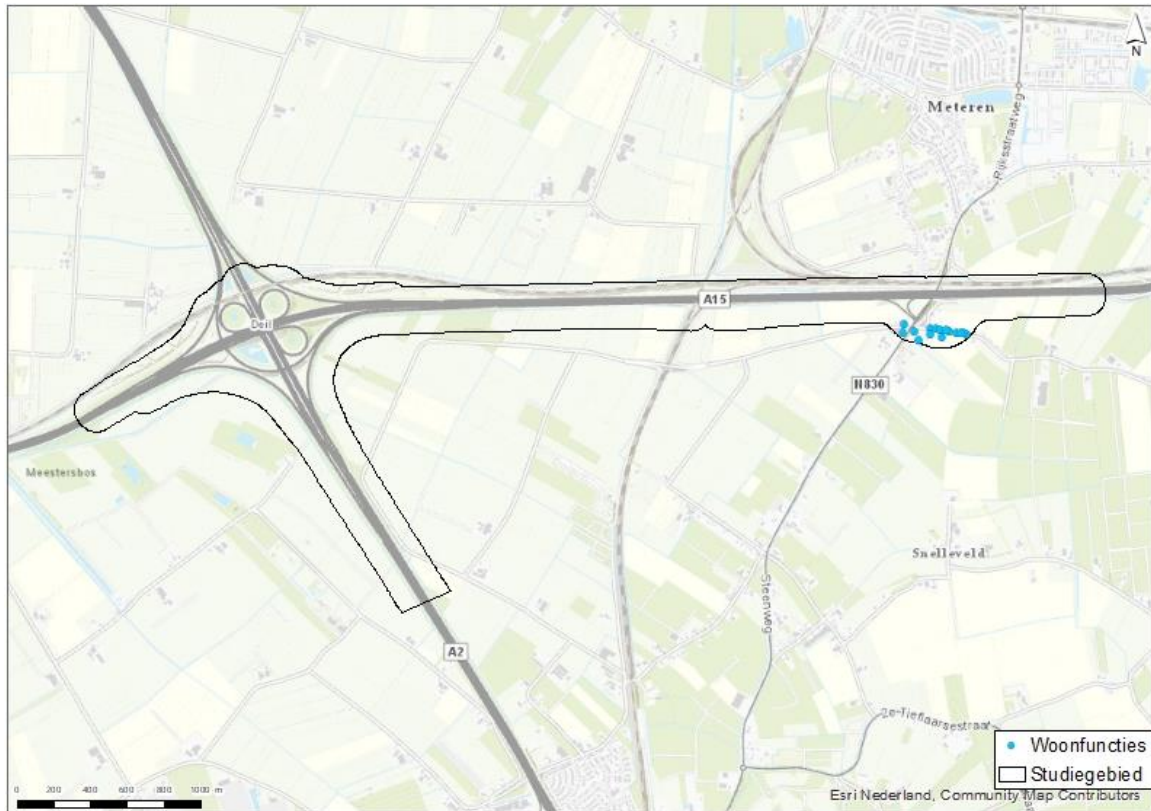 N
Meteren
Rijksstraatweg
A15
Deil
N830
Meestersbos
Snelleveld
Steenweg
A2
2e-Tieflaarsestraat
Woonfuncties
Studiegebied
0 200 400 600 800 1000 m
Esri Nederland, Community Map Contributors